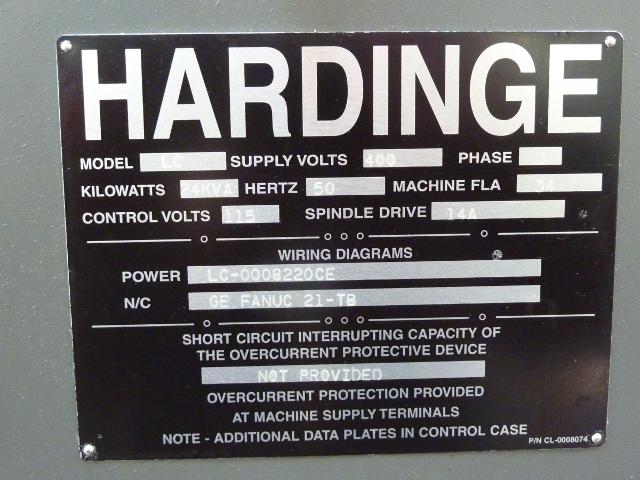 HARDINGE
MODEL LC SUPPLY VOLTS 400 PHASE 3
KILOWATTS 24KVA HERTZ 50 MACHINE FLA 34
CONTROL VOLTS 115 SPINDLE DRIVE 14A
WIRING DIAGRAMS
POWER LC-0008220CE
N/C GE FANUC 21-TB
SHORT CIRCUIT INTERRUPTING CAPACITY OF
THE OVERCURRENT PROTECTIVE DEVICE
NOT PROVIDED
OVERCURRENT PROTECTION PROVIDED
AT MACHINE SUPPLY TERMINALS
NOTE - ADDITIONAL DATA PLATES IN CONTROL CASE
P/N CL-0008074